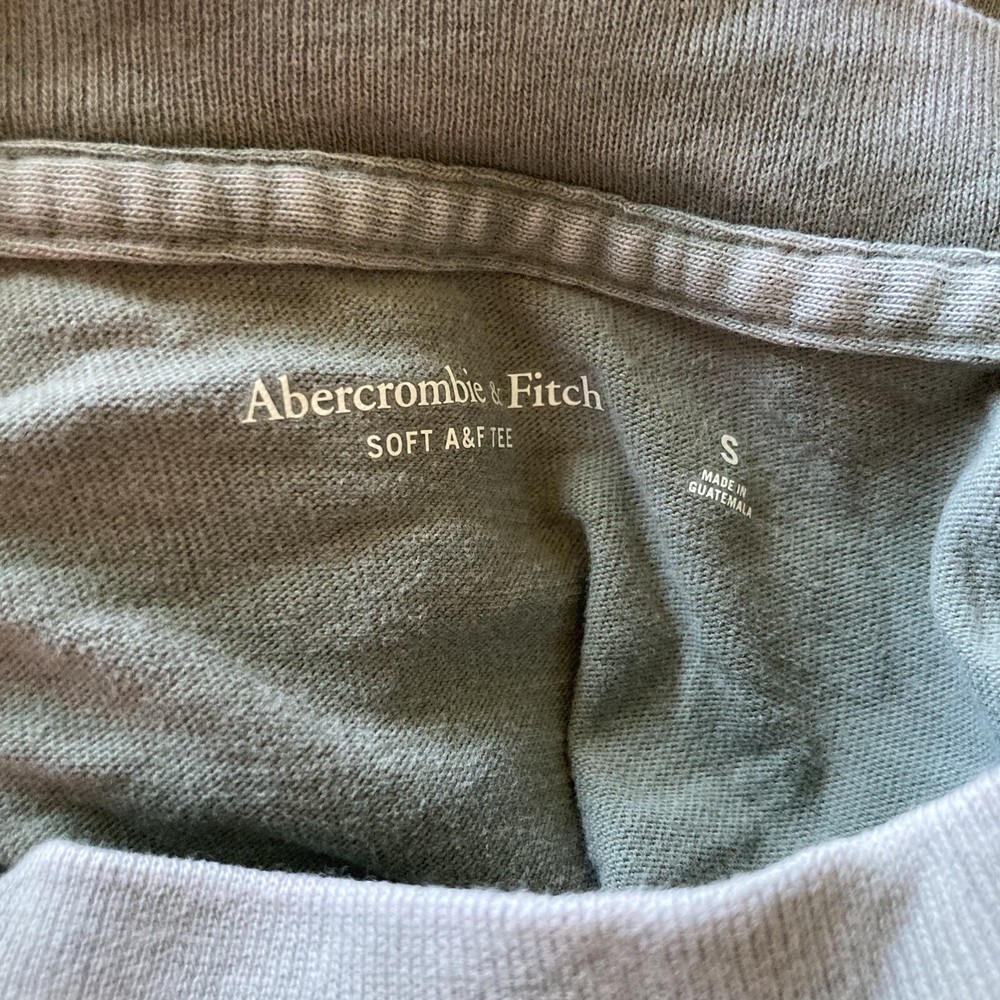 Abercrombie & Fitch
SOFT A&F TEE
S
MADE IN
GUATEMALA